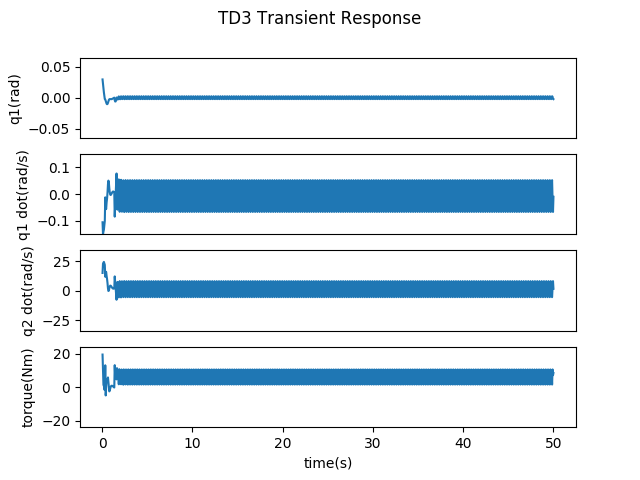 TD3 Transient Response
q1(rad)
0.05
0.00
−0.05
q1 dot(rad/s)
0.1
0.0
−0.1
q2 dot(rad/s)
25
0
−25
torque(Nm)
20
0
−20
0 10 20 30 40 50
time(s)